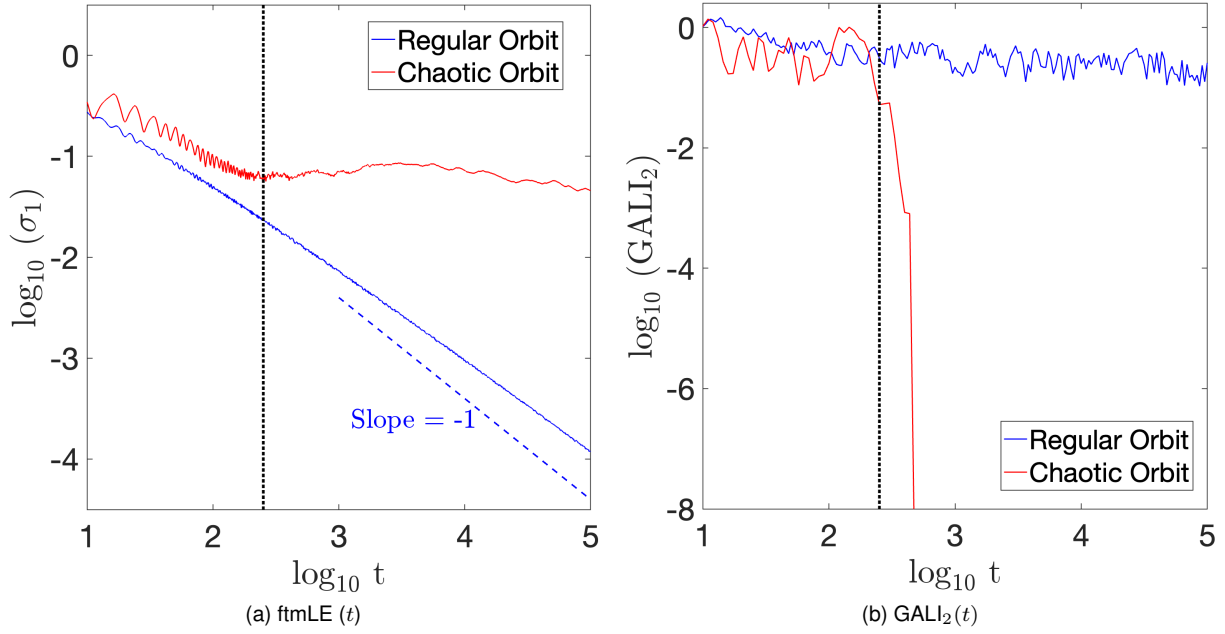 0
-1
-2
-3
-4
1 2 3 4 5
log₁₀ (σ₁)
log₁₀ t
Regular Orbit
Chaotic Orbit
Slope = -1
(a) ftmLE (t)
0
-2
-4
-6
-8
1 2 3 4 5
log₁₀ (GALI₂)
log₁₀ t
Regular Orbit
Chaotic Orbit
(b) GALI₂(t)